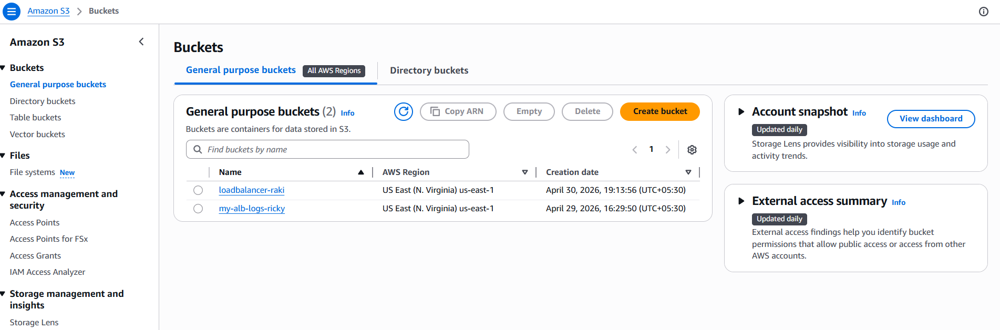 Amazon S3 > Buckets
Amazon S3
Buckets
General purpose buckets
Directory buckets
Table buckets
Vector buckets
Files
File systems New
Access management and
security
Access Points
Access Points for FSx
Access Grants
IAM Access Analyzer
Storage management and
insights
Storage Lens
Buckets
General purpose buckets All AWS Regions Directory buckets
General purpose buckets (2) Info Copy ARN Empty Delete Create bucket
Buckets are containers for data stored in S3.
Find buckets by name
1
Name AWS Region Creation date
loadbalancer-raki US East (N. Virginia) us-east-1 April 30, 2026, 19:13:56 (UTC+05:30)
my-alb-logs-ricky US East (N. Virginia) us-east-1 April 29, 2026, 16:29:50 (UTC+05:30)
Account snapshot Info View dashboard
Updated daily
Storage Lens provides visibility into storage usage and
activity trends.
External access summary Info
Updated daily
External access findings help you identify bucket
permissions that allow public access or access from other
AWS accounts.